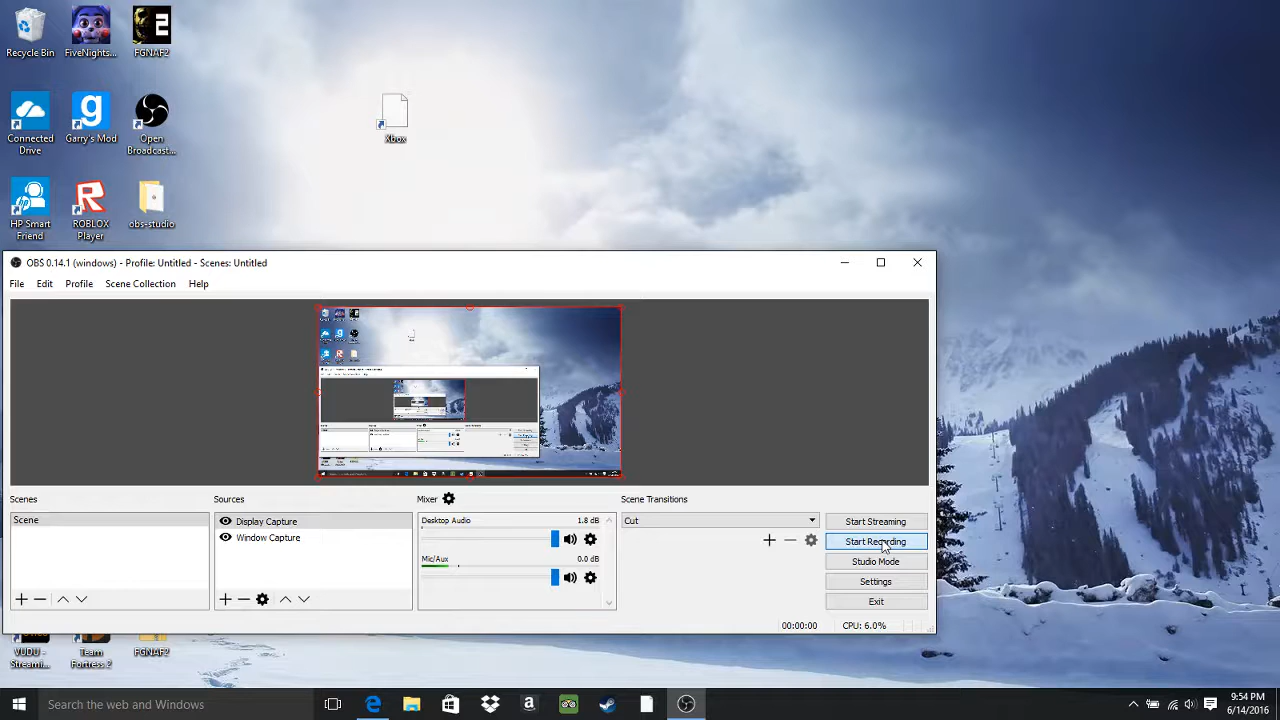 Recycle Bin
FiveNights...
FGNAF2
2
Connected Drive
Garry's Mod
Open Broadcast...
Xbox
HP Smart Friend
ROBLOX Player
obs-studio
OBS 0.14.1 (windows) - Profile: Untitled - Scenes: Untitled
File Edit Profile Scene Collection Help
Scenes
Sources
Mixer
Scene Transitions
Scene
Display Capture
Window Capture
Desktop Audio 1.8 dB
Mic/Aux 0.0 dB
Cut
Start Streaming
Start Recording
Studio Mode
Settings
Exit
00:00:00 CPU: 6.0%
VUDU - Streami...
Team Fortress 2
FGNAF2
Search the web and Windows
9:54 PM
6/14/2016